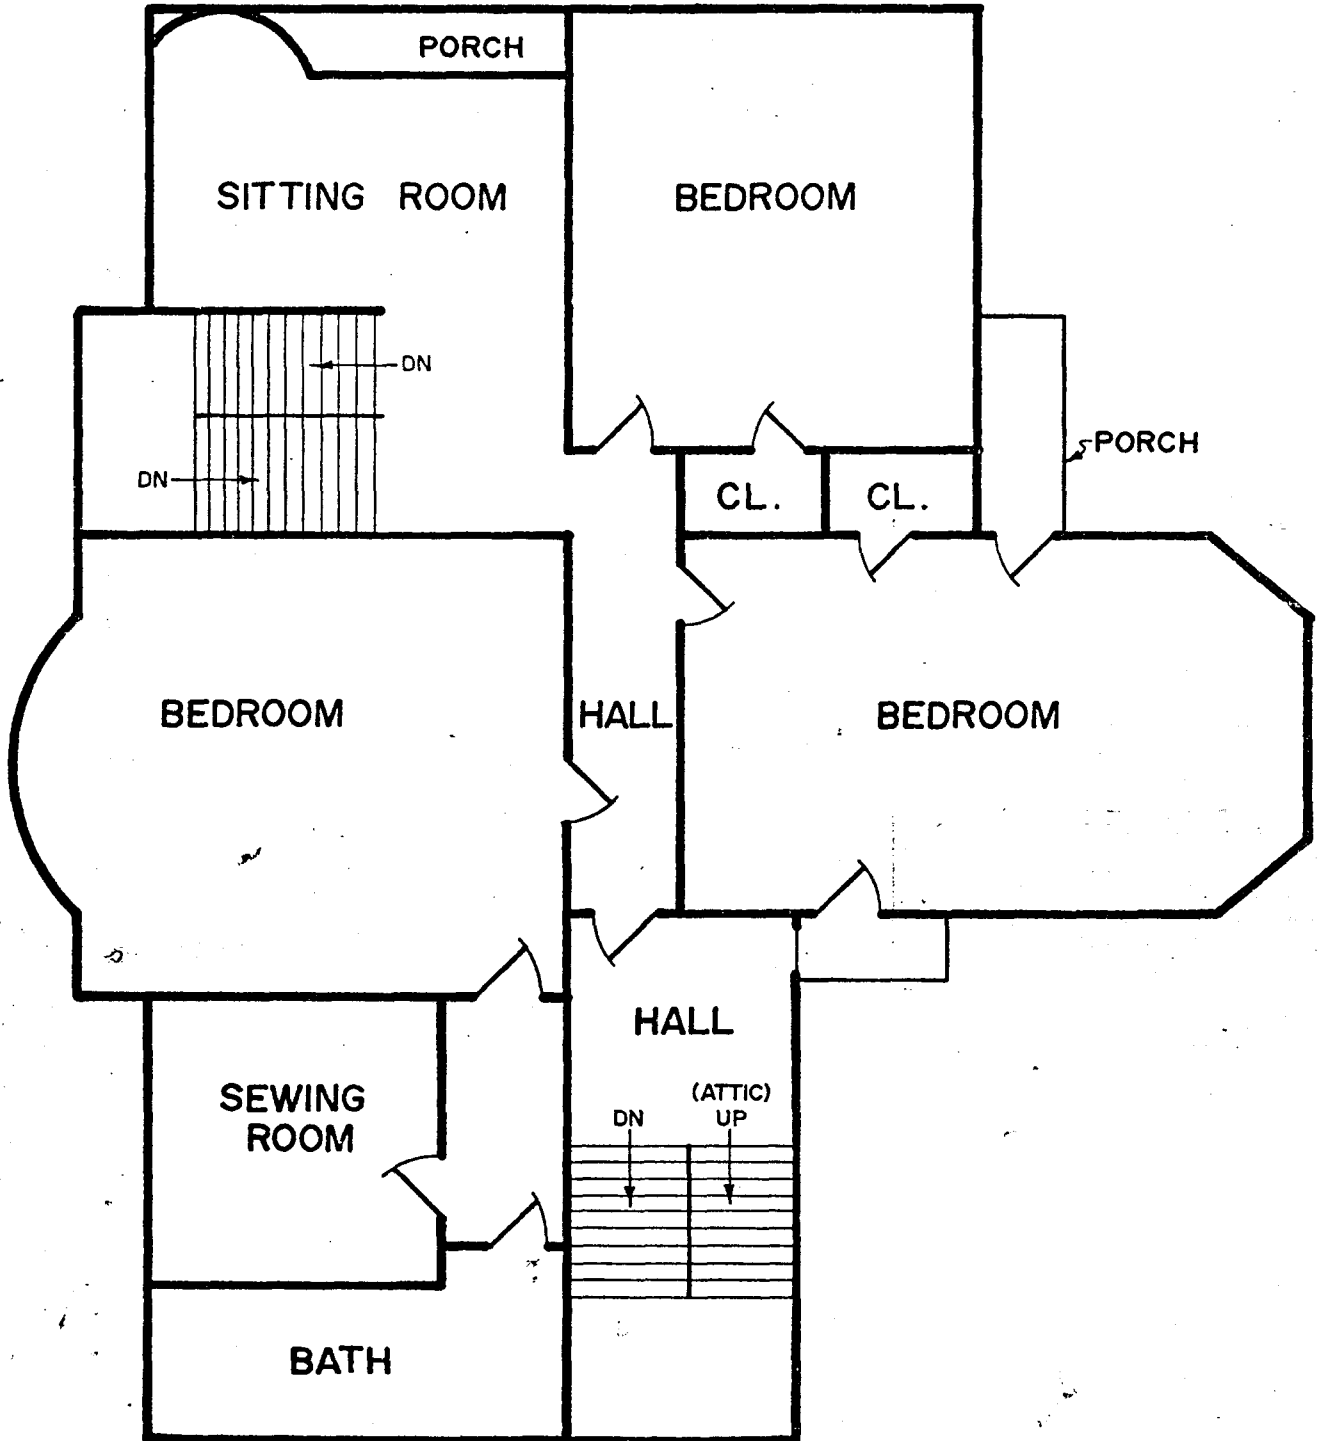 PORCH
SITTING ROOM
BEDROOM
DN
DN
PORCH
CL.
CL.
BEDROOM
HALL
BEDROOM
HALL
SEWING
ROOM
(ATTIC)
DN
UP
BATH